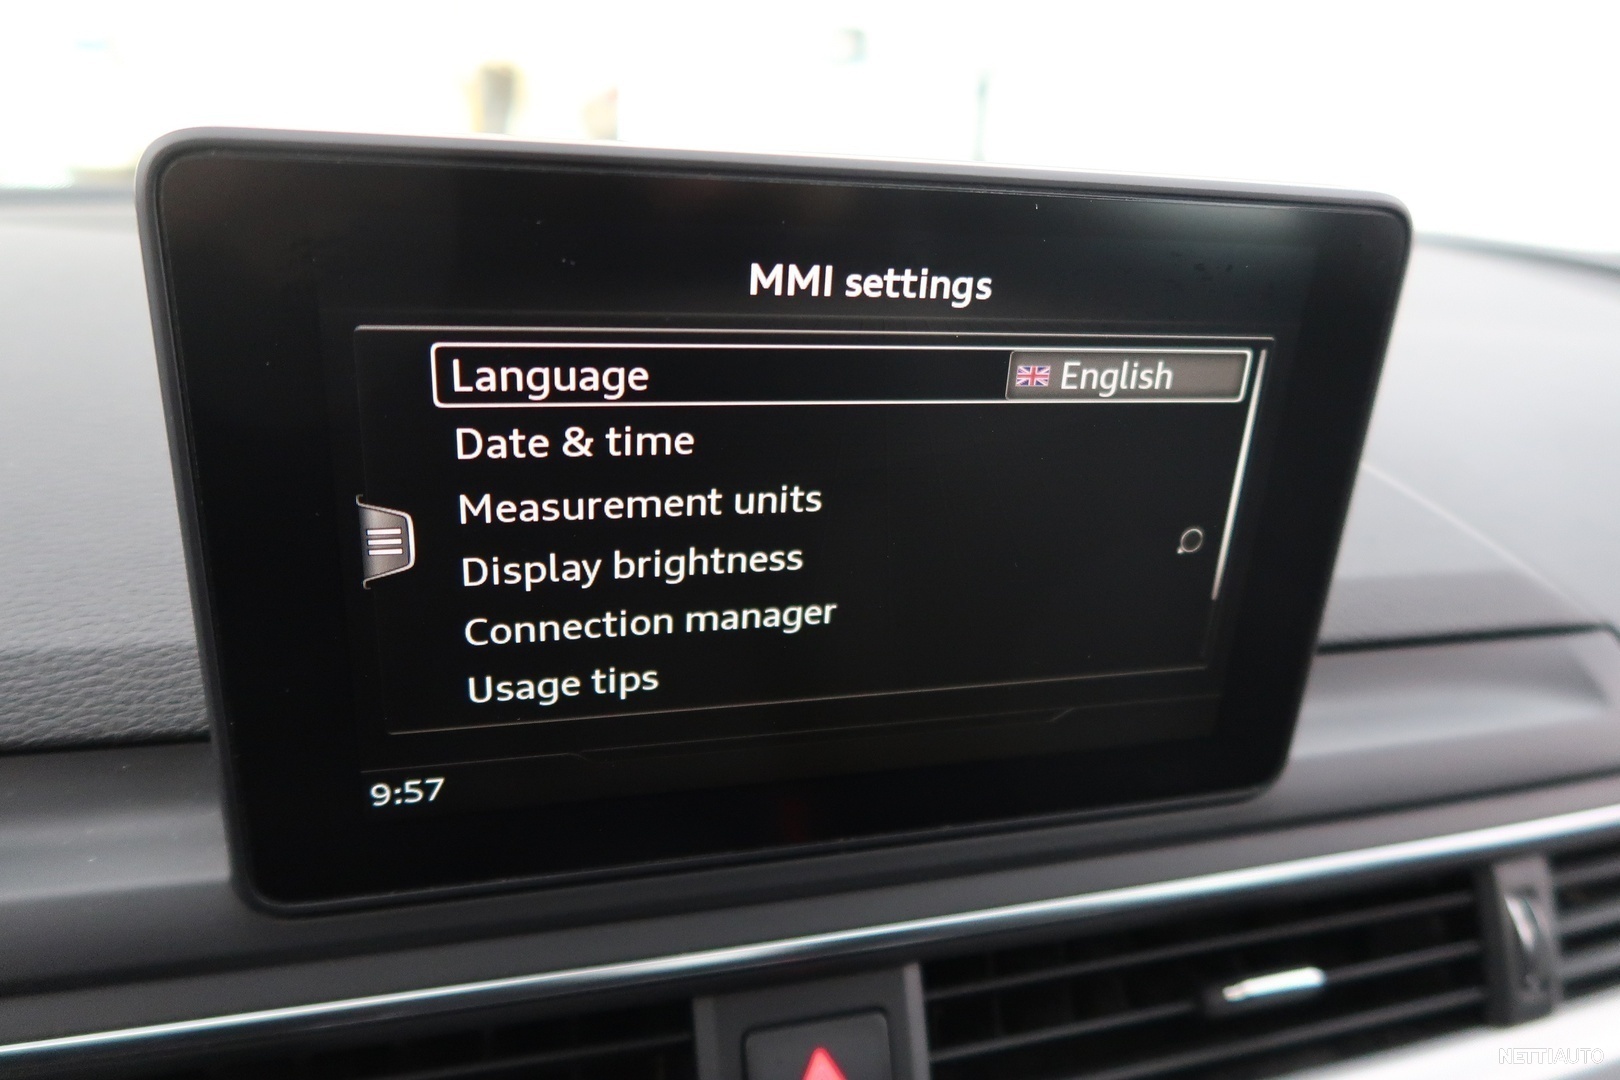 MMI settings
Language English
Date & time
Measurement units
Display brightness
Connection manager
Usage tips
9:57
NETTIAUTO